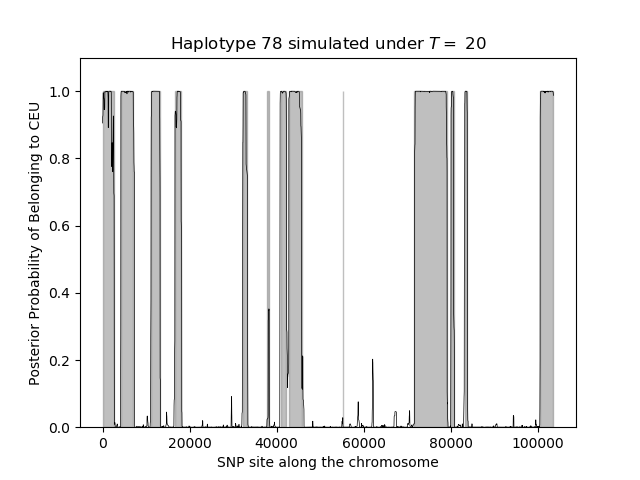 Haplotype 78 simulated under T = 20
Posterior Probability of Belonging to CEU
1.0
0.8
0.6
0.4
0.2
0.0
0 20000 40000 60000 80000 100000
SNP site along the chromosome